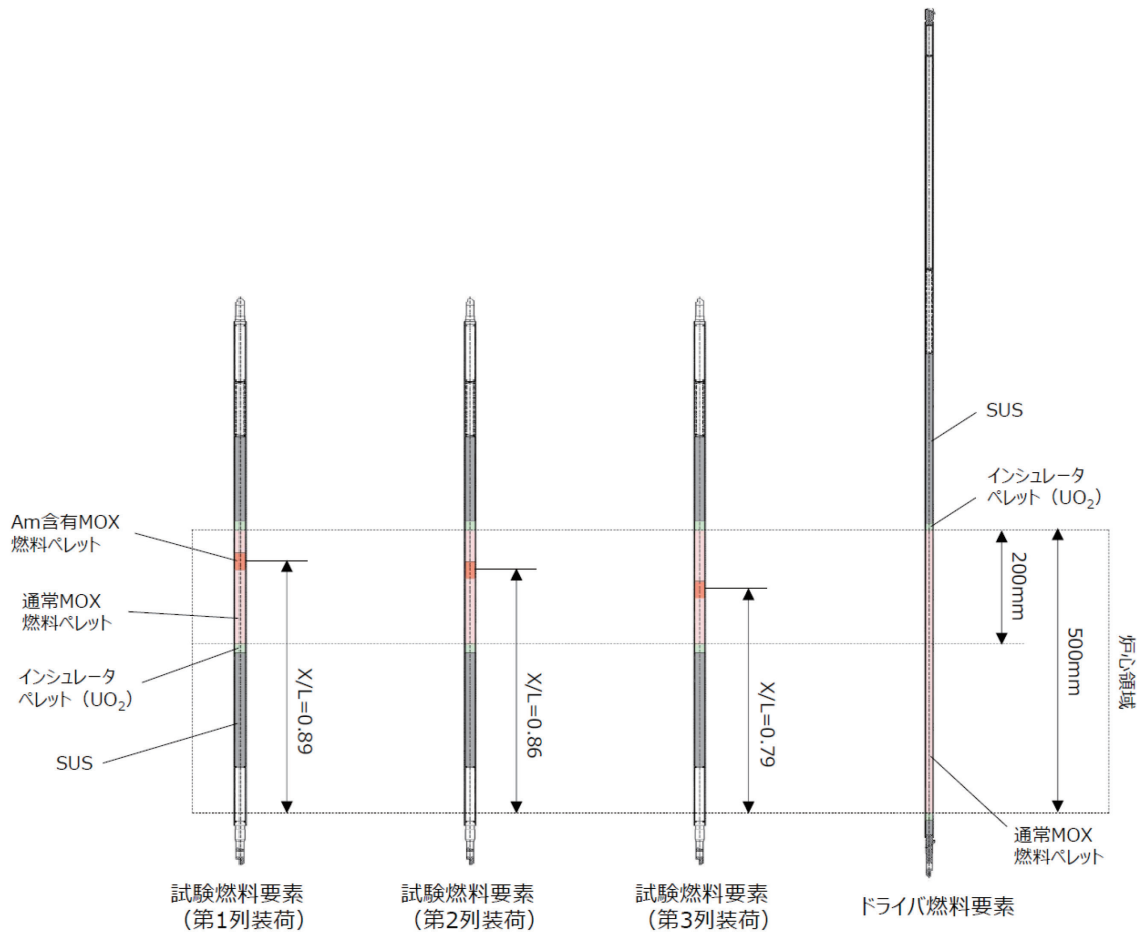 SUS
インシュレータ
ペレット（UO₂）
Am含有MOX
燃料ペレット
通常MOX
燃料ペレット
インシュレータ
ペレット（UO₂）
SUS
X/L=0.89
X/L=0.86
X/L=0.79
200mm
500mm
炉心領域
通常MOX
燃料ペレット
試験燃料要素
（第1列装荷）
試験燃料要素
（第2列装荷）
試験燃料要素
（第3列装荷）
ドライバ燃料要素